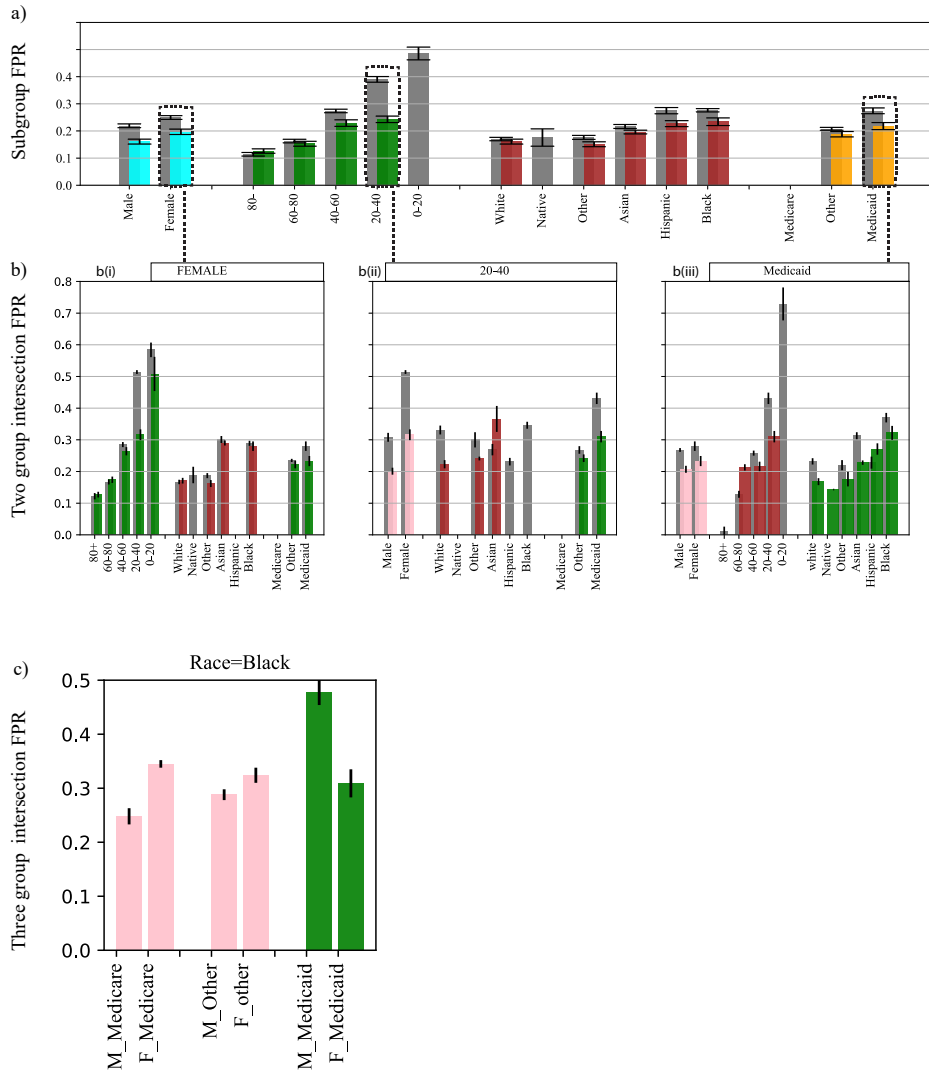 a)
Subgroup FPR
0.4
0.3
0.2
0.1
0.0
Male
Female
80-
60-80
40-60
20-40
0-20
White
Native
Other
Asian
Hispanic
Black
Medicare
Other
Medicaid
b)
Two group intersection FPR
b(i) FEMALE
0.8
0.7
0.6
0.5
0.4
0.3
0.2
0.1
0.0
80+
60-80
40-60
20-40
0-20
White
Native
Other
Asian
Hispanic
Black
Medicare
Other
Medicaid
b(ii) 20-40
Male
Female
White
Native
Other
Asian
Hispanic
Black
Medicare
Other
Medicaid
b(iii) Medicaid
Male
Female
80+
60-80
40-60
20-40
0-20
white
Native
Other
Asian
Hispanic
Black
c)
Race=Black
Three group intersection FPR
0.5
0.4
0.3
0.2
0.1
0.0
M_Medicare
F_Medicare
M_Other
F_other
M_Medicaid
F_Medicaid